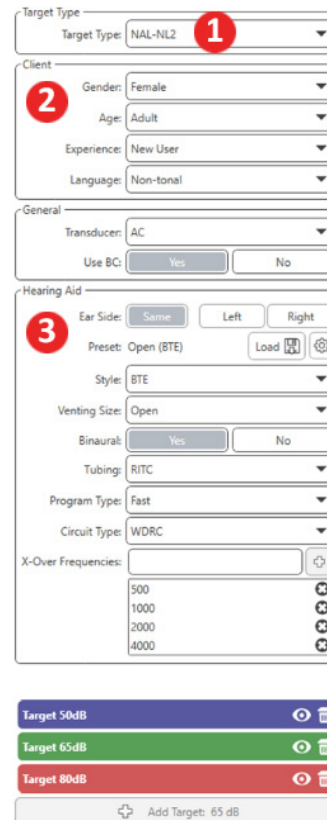 Target Type
Target Type: NAL-NL2 1
Client
2
Gender: Female
Age: Adult
Experience: New User
Language: Non-tonal
General
Transducer: AC
Use BC: Yes No
Hearing Aid
3
Ear Side: Same Left Right
Preset: Open (BTE) Load
Style: BTE
Venting Size: Open
Binaural: Yes No
Tubing: RITC
Program Type: Fast
Circuit Type: WDRC
X-Over Frequencies:
500
1000
2000
4000
Target 50dB
Target 65dB
Target 80dB
Add Target: 65 dB